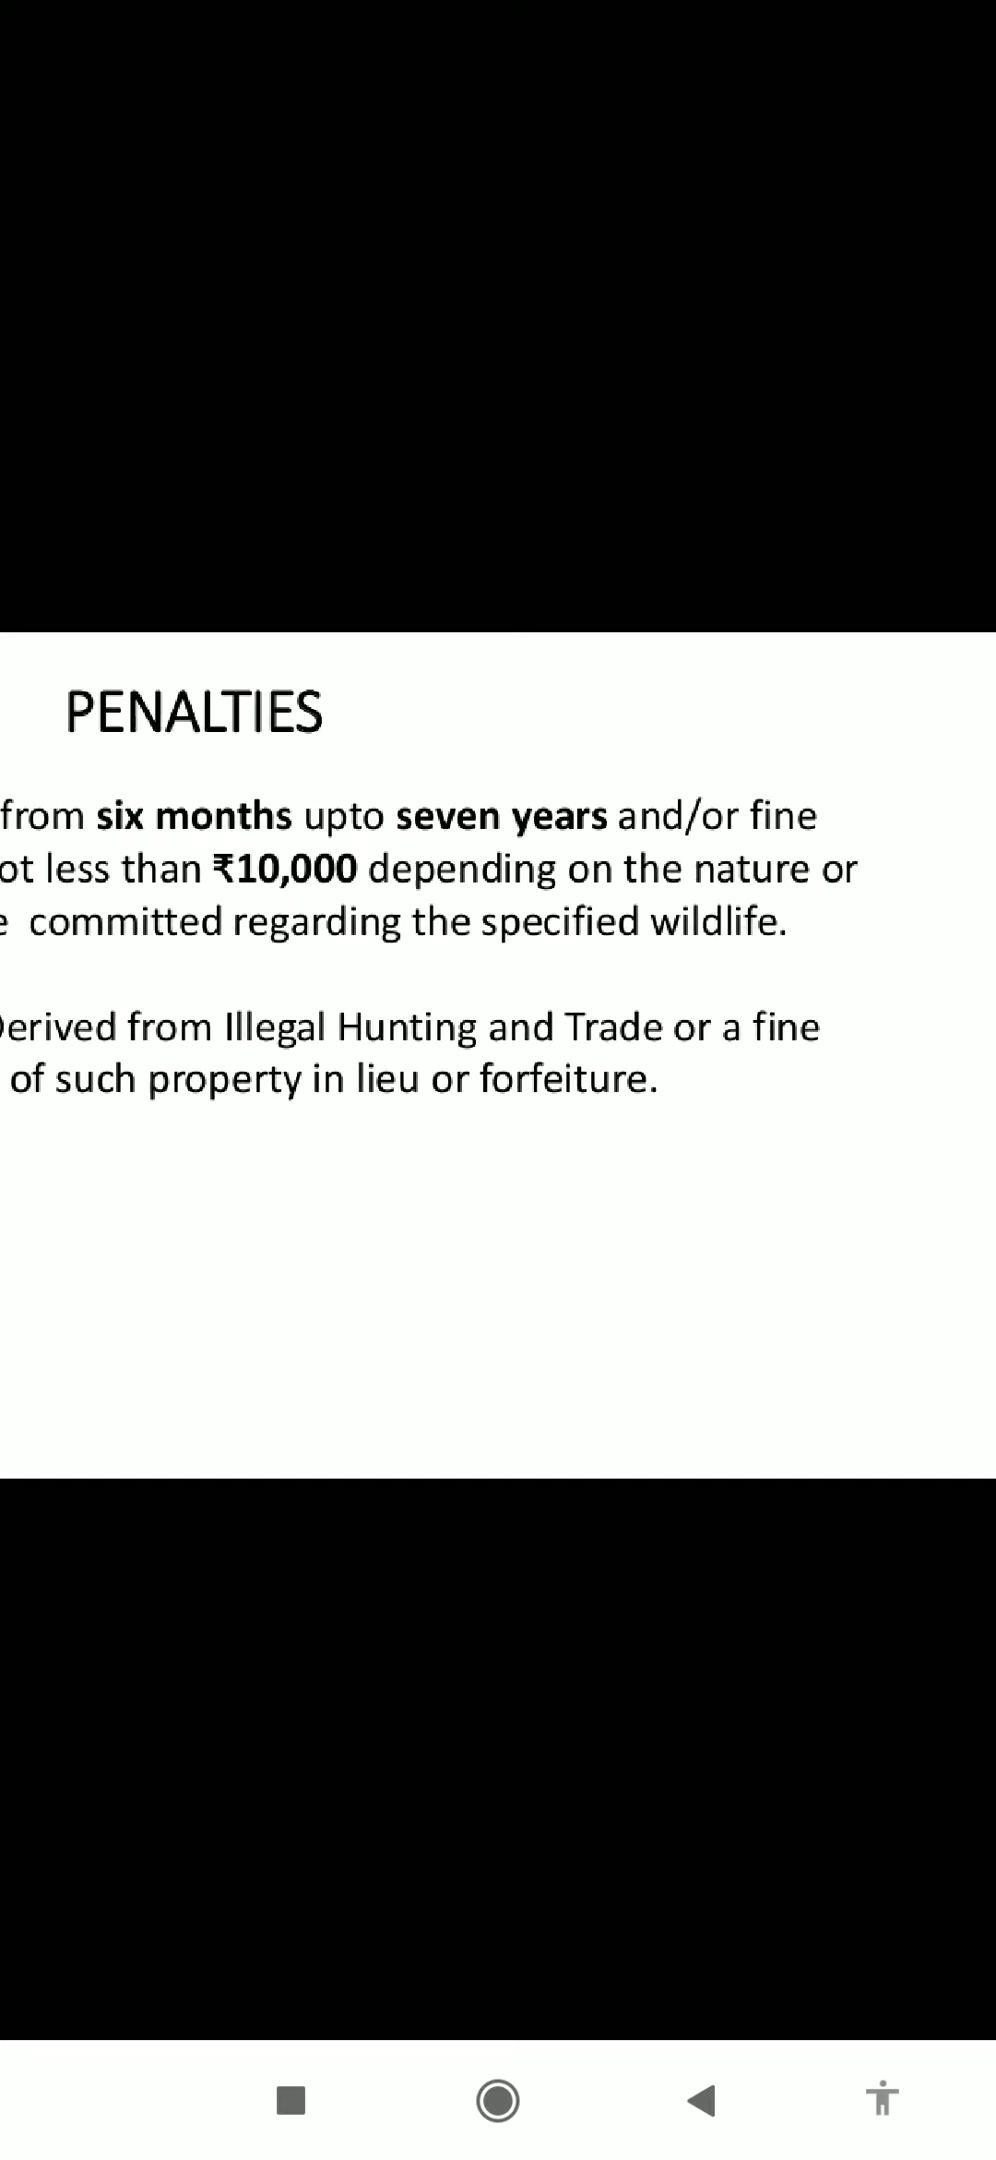 PENALTIES
from six months upto seven years and/or fine
less than ₹10,000 depending on the nature or
committed regarding the specified wildlife.
from Illegal Hunting and Trade or a fine
of such property in lieu or forfeiture.